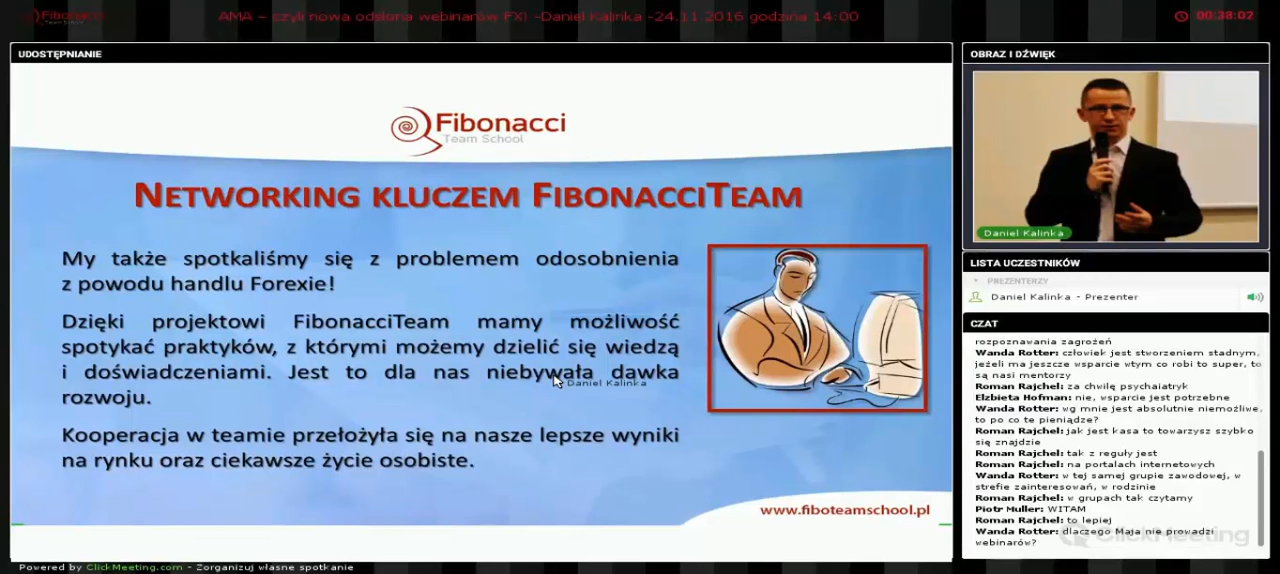 Fibonacci
Team School
AMA – czyli nowa odsłona webinarów FX! -Daniel Kalinka -24.11.2016 godzina 14:00
00:38:02
UDOSTĘPNIANIE
Fibonacci
Team School
NETWORKING KLUCZEM FIBONACCITEAM
My także spotkaliśmy się z problemem odosobnienia
z powodu handlu Forexie!
Dzięki projektowi FibonacciTeam mamy możliwość
spotykać praktyków, z którymi możemy dzielić się wiedzą
i doświadczeniami. Jest to dla nas niebywała dawka
rozwoju.
Daniel Kalinka
Kooperacja w teamie przełożyła się na nasze lepsze wyniki
na rynku oraz ciekawsze życie osobiste.
www.fiboteamschool.pl
OBRAZ I DŹWIĘK
Daniel Kalinka
LISTA UCZESTNIKÓW
PREZENTERZY
Daniel Kalinka - Prezenter
CZAT
rozpoznawania zagrożeń
Wanda Rotter: człowiek jest stworzeniem stadnym,
jeżeli ma jeszcze wsparcie wtym co robi to super, to
są nasi mentorzy
Roman Rajchel: za chwilę psychaiatryk
Elzbieta Hofman: nie, wsparcie jest potrzebne
Wanda Rotter: wg mnie jest absolutnie niemożliwe,
to po co te pieniądze?
Roman Rajchel: jak jest kasa to towarzysz szybko
się znajdzie
Roman Rajchel: tak z reguły jest
Roman Rajchel: na portalach internetowych
Wanda Rotter: w tej samej grupie zawodowej, w
strefie zainteresowań, w rodzinie
Roman Rajchel: w grupach tak czytamy
Piotr Muller: WITAM
Roman Rajchel: to lepiej
Wanda Rotter: dlaczego Maja nie prowadzi
webinarów?
ClickMeeting
Powered by ClickMeeting.com - Zorganizuj własne spotkanie